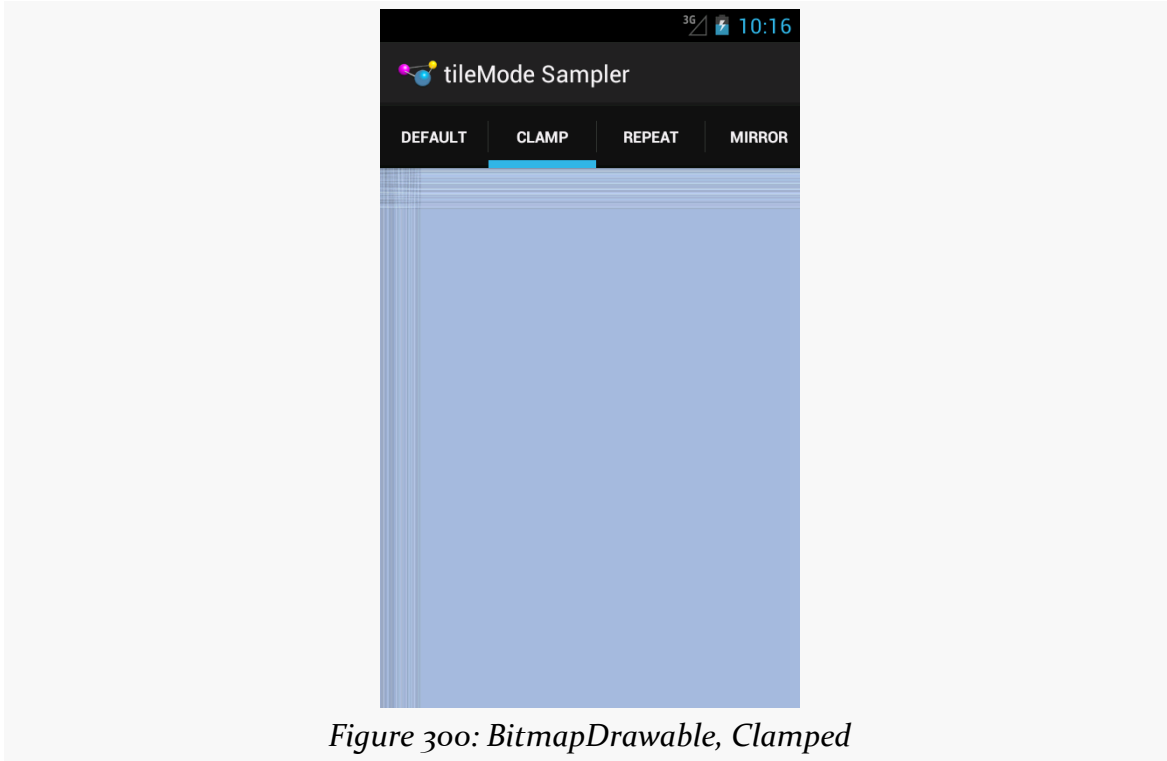 3G 10:16
tileMode Sampler
DEFAULT CLAMP REPEAT MIRROR
Figure 300: BitmapDrawable, Clamped